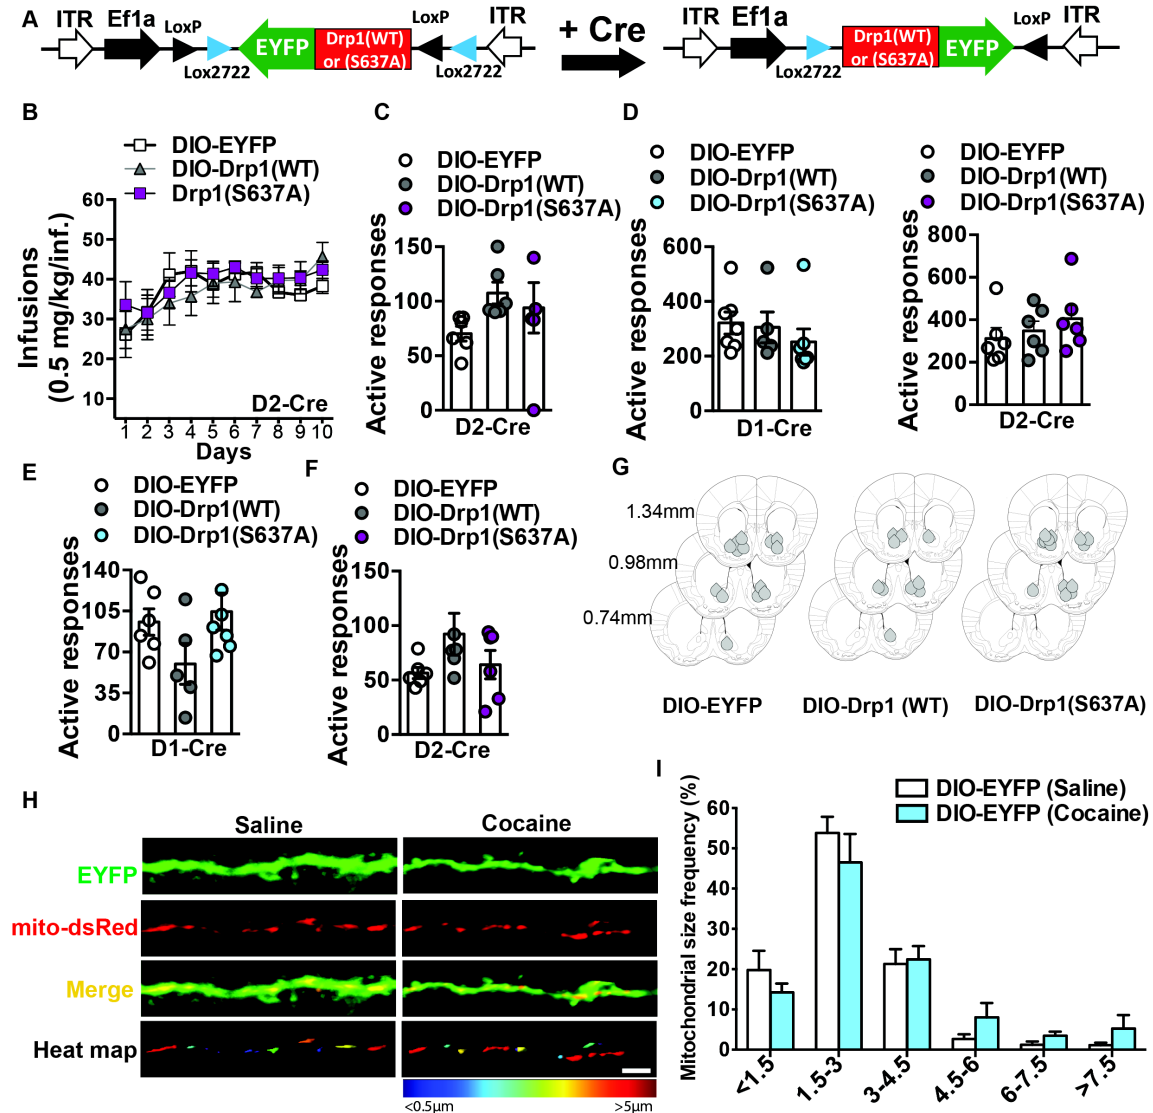 A
ITR
Ef1a
LoxP
Lox2722
EYFP
Drp1(WT)
or (S637A)
LoxP
Lox2722
ITR
+ Cre
ITR
Ef1a
Lox2722
Drp1(WT)
or (S637A)
EYFP
LoxP
ITR
B
DIO-EYFP
DIO-Drp1(WT)
Drp1(S637A)
Infusions
(0.5 mg/kg/inf.)
60
50
40
30
20
10
D2-Cre
1 2 3 4 5 6 7 8 9 10
Days
C
DIO-EYFP
DIO-Drp1(WT)
DIO-Drp1(S637A)
Active responses
150
100
50
0
D2-Cre
D
DIO-EYFP
DIO-Drp1(WT)
DIO-Drp1(S637A)
Active responses
600
400
200
0
D1-Cre
DIO-EYFP
DIO-Drp1(WT)
DIO-Drp1(S637A)
Active responses
800
600
400
200
0
D2-Cre
E
DIO-EYFP
DIO-Drp1(WT)
DIO-Drp1(S637A)
Active responses
140
105
70
35
0
D1-Cre
F
DIO-EYFP
DIO-Drp1(WT)
DIO-Drp1(S637A)
Active responses
150
100
50
0
D2-Cre
G
1.34mm
0.98mm
0.74mm
DIO-EYFP
DIO-Drp1 (WT)
DIO-Drp1(S637A)
H
Saline
Cocaine
EYFP
mito-dsRed
Merge
Heat map
<0.5µm
>5µm
I
DIO-EYFP (Saline)
DIO-EYFP (Cocaine)
Mitochondrial size frequency (%)
60
50
40
30
20
10
0
<1.5
1.5-3
3-4.5
4.5-6
6-7.5
>7.5